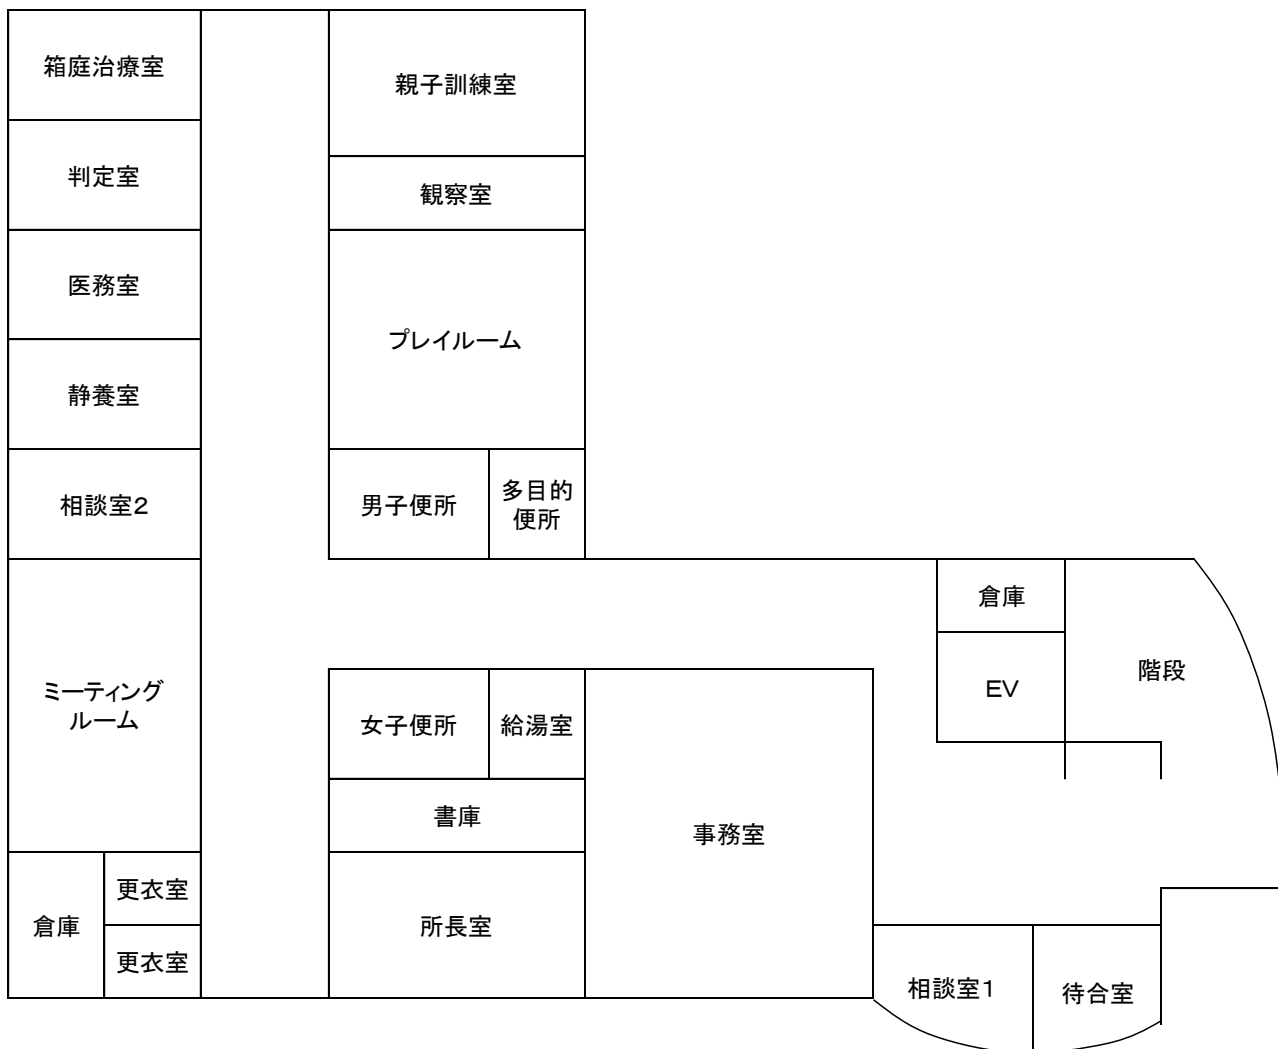 箱庭治療室
親子訓練室
判定室
観察室
医務室
プレイルーム
静養室
相談室2
男子便所
多目的
便所
倉庫
階段
EV
ミーティング
ルーム
女子便所
給湯室
書庫
事務室
更衣室
倉庫
所長室
更衣室
相談室1
待合室